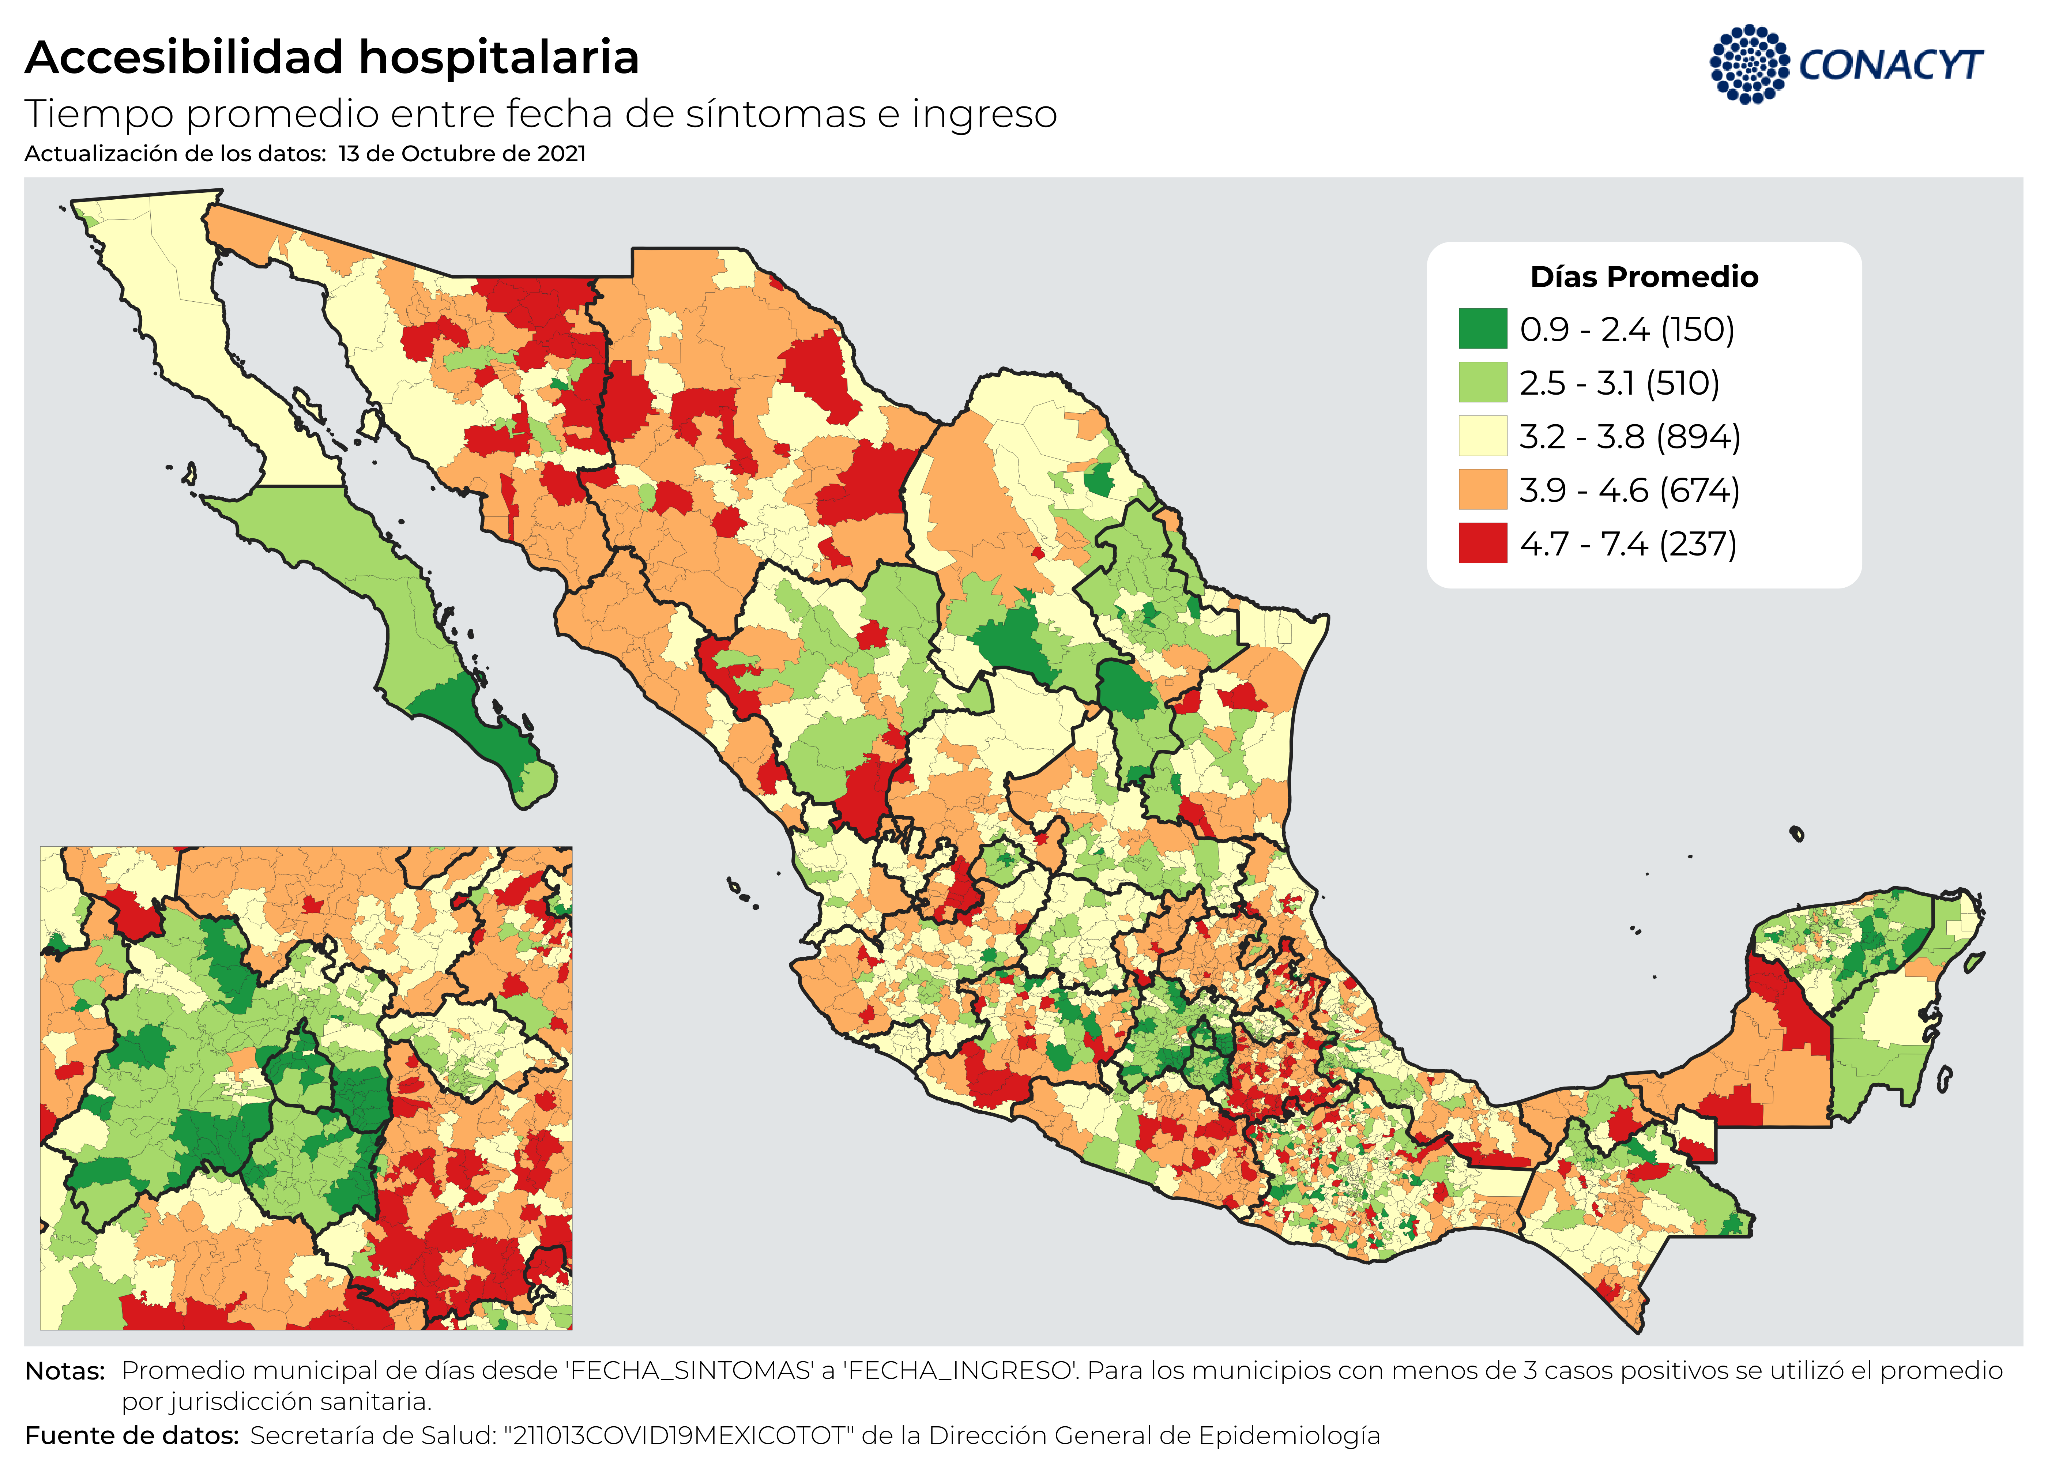 Accesibilidad hospitalaria
CONACYT
Tiempo promedio entre fecha de síntomas e ingreso
Actualización de los datos: 13 de Octubre de 2021
Días Promedio
0.9 - 2.4 (150)
2.5 - 3.1 (510)
3.2 - 3.8 (894)
3.9 - 4.6 (674)
4.7 - 7.4 (237)
Notas: Promedio municipal de días desde 'FECHA_SINTOMAS' a 'FECHA_INGRESO'. Para los municipios con menos de 3 casos positivos se utilizó el promedio
por jurisdicción sanitaria.
Fuente de datos: Secretaría de Salud: "211013COVID19MEXICOTOT" de la Dirección General de Epidemiología